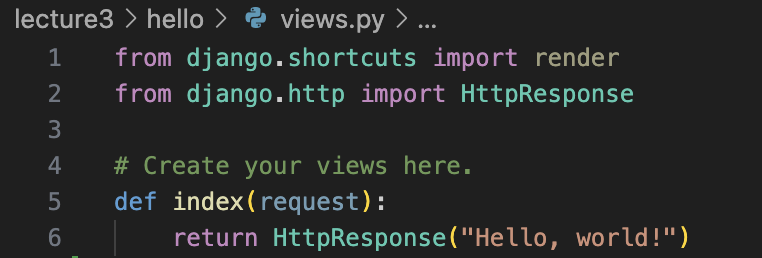 lecture3 > hello > views.py > ...
1 from django.shortcuts import render
2 from django.http import HttpResponse
3
4 # Create your views here.
5 def index(request):
6     return HttpResponse("Hello, world!")